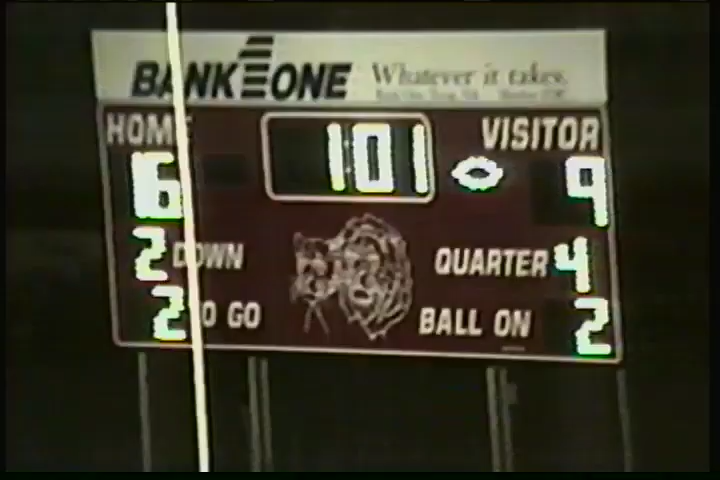 BANK ONE Whatever it takes.
HOME 1:01 VISITOR
6 9
2 DOWN QUARTER 4
2 TO GO BALL ON 2